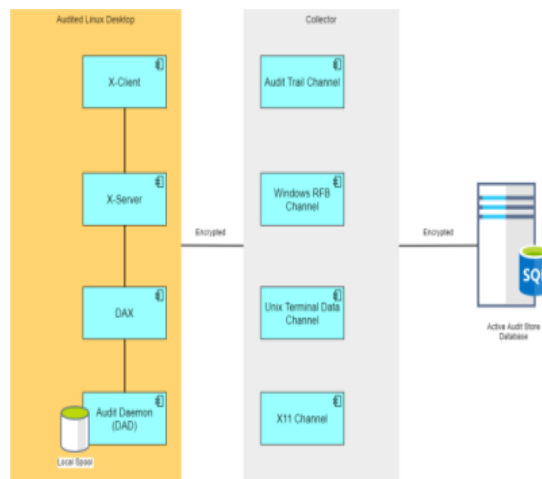 Audited Linux Desktop
Collector
X-Client
Audit Trail Channel
X-Server
Windows RFB
Channel
Encrypted
Encrypted
SQL
DAX
Unix Terminal Data
Channel
Active Audit Store
Database
Audit Daemon
(DAD)
X11 Channel
Local Spool